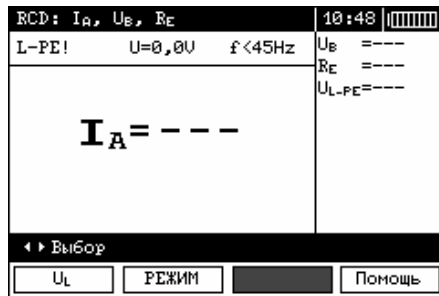 RCD: IA, UB, RE 10:48
L-PE! U=0,0V f<45Hz
UB =---
RE =---
UL-PE=---
IA=---
Выбор
UL РЕЖИМ Помощь